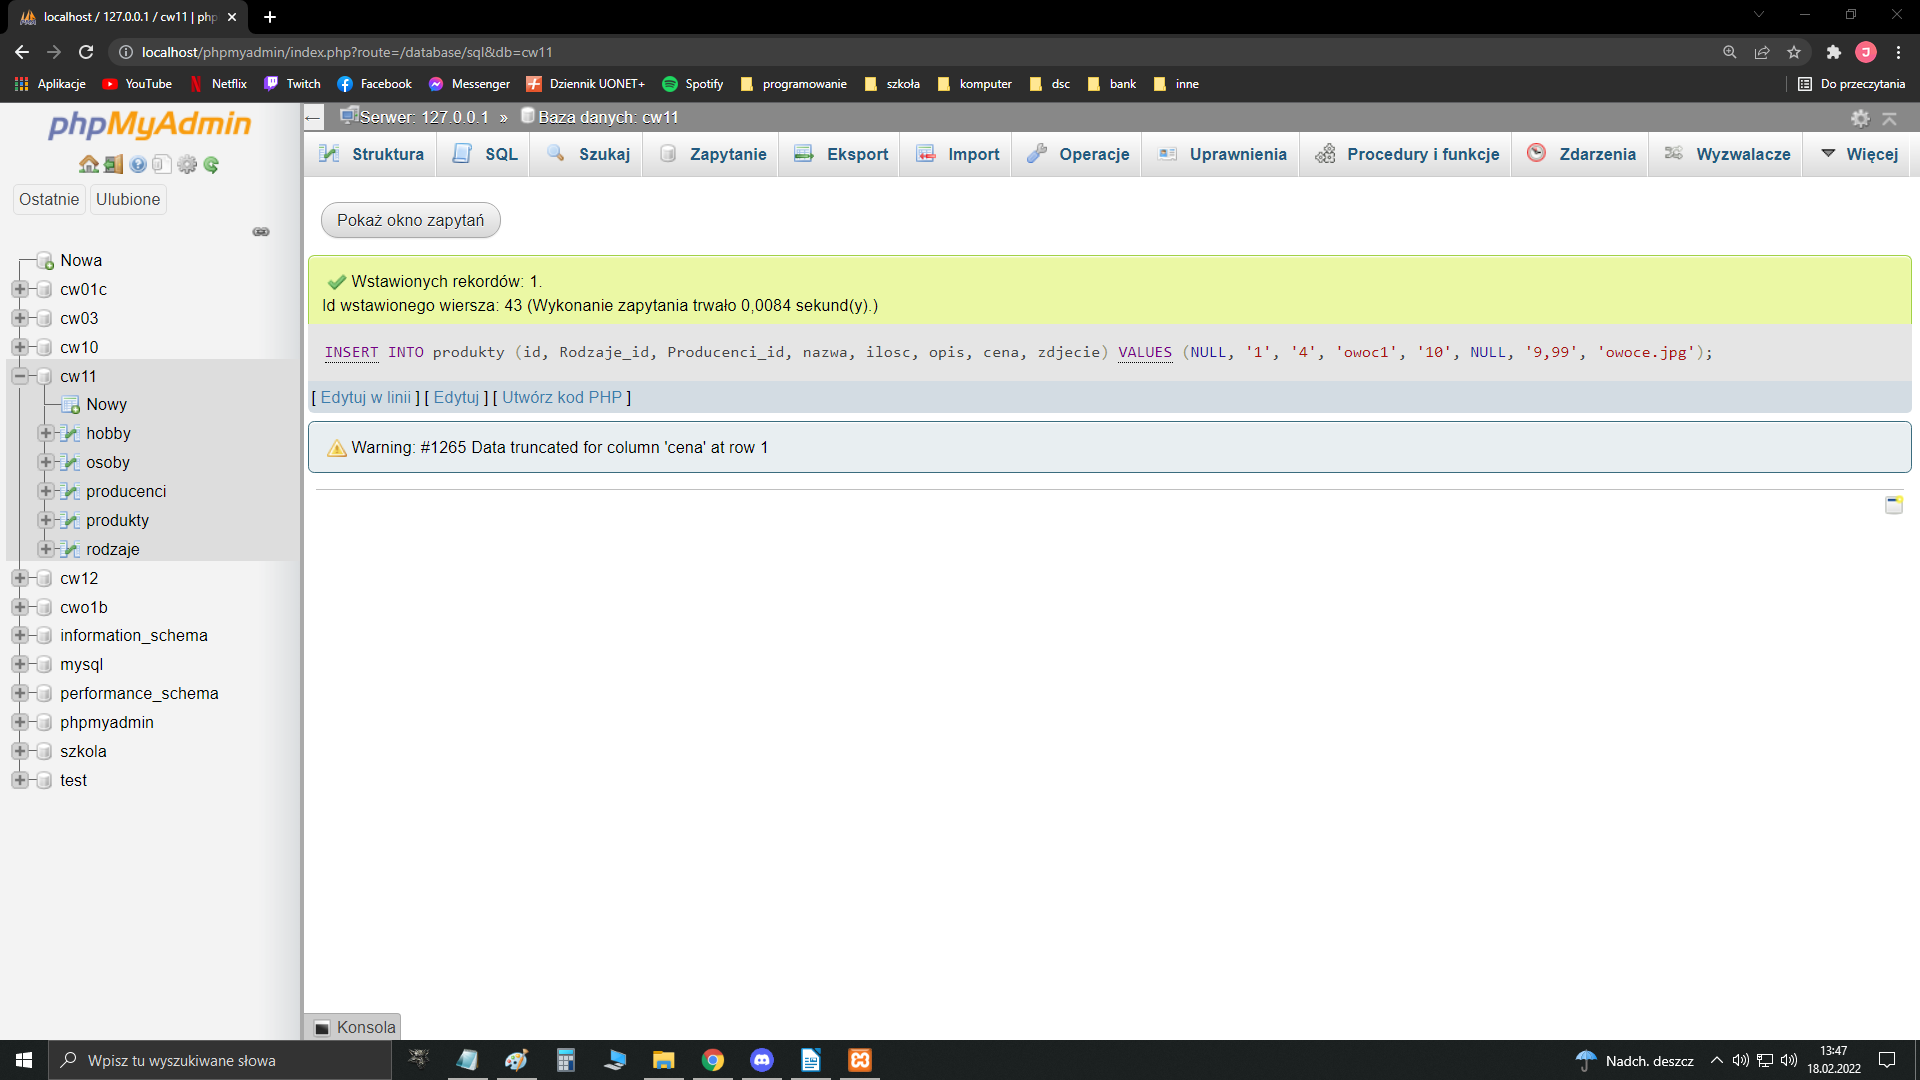 localhost / 127.0.0.1 / cw11 | php
localhost/phpmyadmin/index.php?route=/database/sql&db=cw11
J
Aplikacje YouTube Netflix Twitch Facebook Messenger Dziennik UONET+ Spotify programowanie szkoła komputer dsc bank inne Do przeczytania
phpMyAdmin
Ostatnie Ulubione
Nowa
cw01c
cw03
cw10
cw11
Nowy
hobby
osoby
producenci
produkty
rodzaje
cw12
cwo1b
information_schema
mysql
performance_schema
phpmyadmin
szkola
test
Serwer: 127.0.0.1 » Baza danych: cw11
Struktura SQL Szukaj Zapytanie Eksport Import Operacje Uprawnienia Procedury i funkcje Zdarzenia Wyzwalacze Więcej
Pokaż okno zapytań
Wstawionych rekordów: 1.
Id wstawionego wiersza: 43 (Wykonanie zapytania trwało 0,0084 sekund(y).)
INSERT INTO produkty (id, Rodzaje_id, Producenci_id, nazwa, ilosc, opis, cena, zdjecie) VALUES (NULL, '1', '4', 'owoc1', '10', NULL, '9,99', 'owoce.jpg');
[ Edytuj w linii ] [ Edytuj ] [ Utwórz kod PHP ]
Warning: #1265 Data truncated for column 'cena' at row 1
Konsola
Wpisz tu wyszukiwane słowa
Nadch. deszcz
13:47
18.02.2022